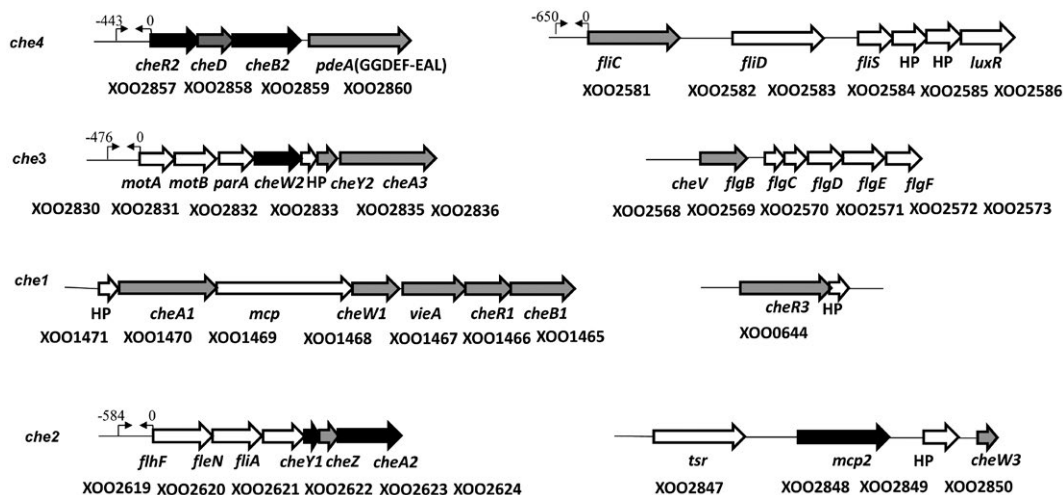 -443 0
che4
cheR2 cheD cheB2 pdeA(GGDEF-EAL)
XOO2857 XOO2858 XOO2859 XOO2860
-650 0
fliC fliD fliS HP HP luxR
XOO2581 XOO2582 XOO2583 XOO2584 XOO2585 XOO2586
-476 0
che3
motA motB parA cheW2 HP cheY2 cheA3
XOO2830 XOO2831 XOO2832 XOO2833 XOO2835 XOO2836
cheV flgB flgC flgD flgE flgF
XOO2568 XOO2569 XOO2570 XOO2571 XOO2572 XOO2573
che1
HP cheA1 mcp cheW1 vieA cheR1 cheB1
XOO1471 XOO1470 XOO1469 XOO1468 XOO1467 XOO1466 XOO1465
cheR3 HP
XOO0644
-584 0
che2
flhF fleN fliA cheY1 cheZ cheA2
XOO2619 XOO2620 XOO2621 XOO2622 XOO2623 XOO2624
tsr mcp2 HP cheW3
XOO2847 XOO2848 XOO2849 XOO2850